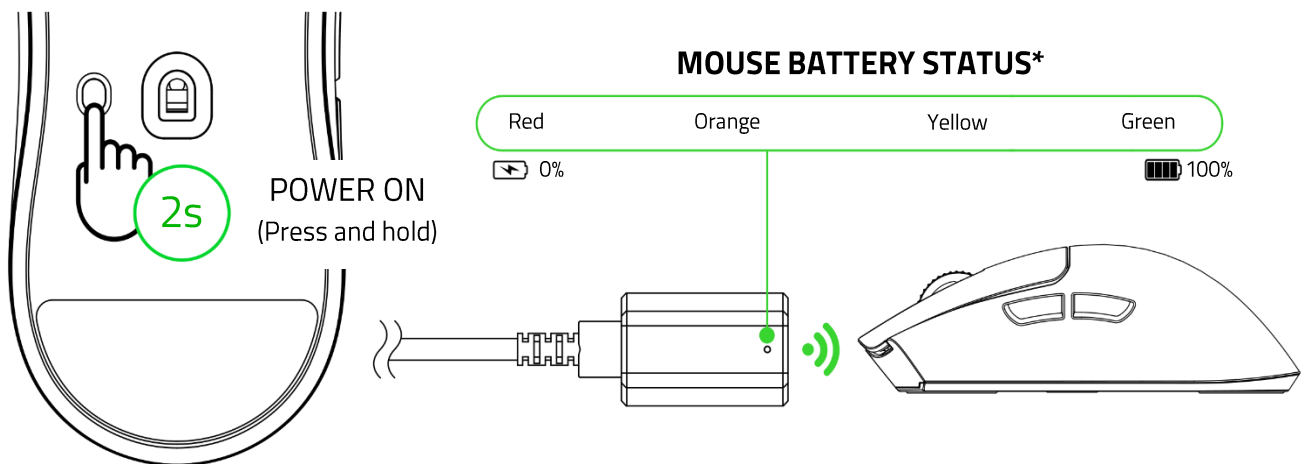 MOUSE BATTERY STATUS*
Red Orange Yellow Green
0% 100%
2s
POWER ON
(Press and hold)